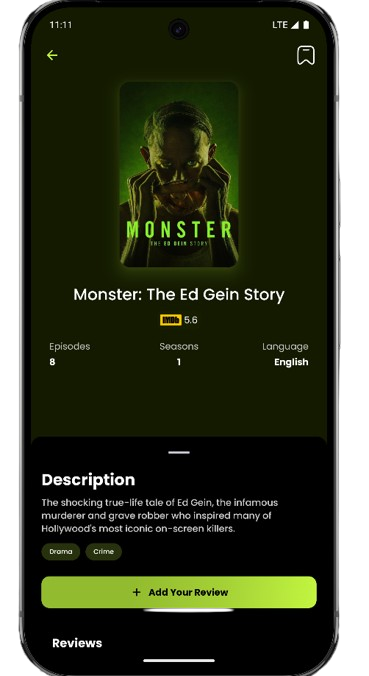 11:11 LTE
MONSTER
THE ED GEIN STORY
Monster: The Ed Gein Story
IMDb 5.6
Episodes Seasons Language
8 1 English
Description
The shocking true-life tale of Ed Gein, the infamous
murderer and grave robber who inspired many of
Hollywood's most iconic on-screen killers.
Drama Crime
+ Add Your Review
Reviews